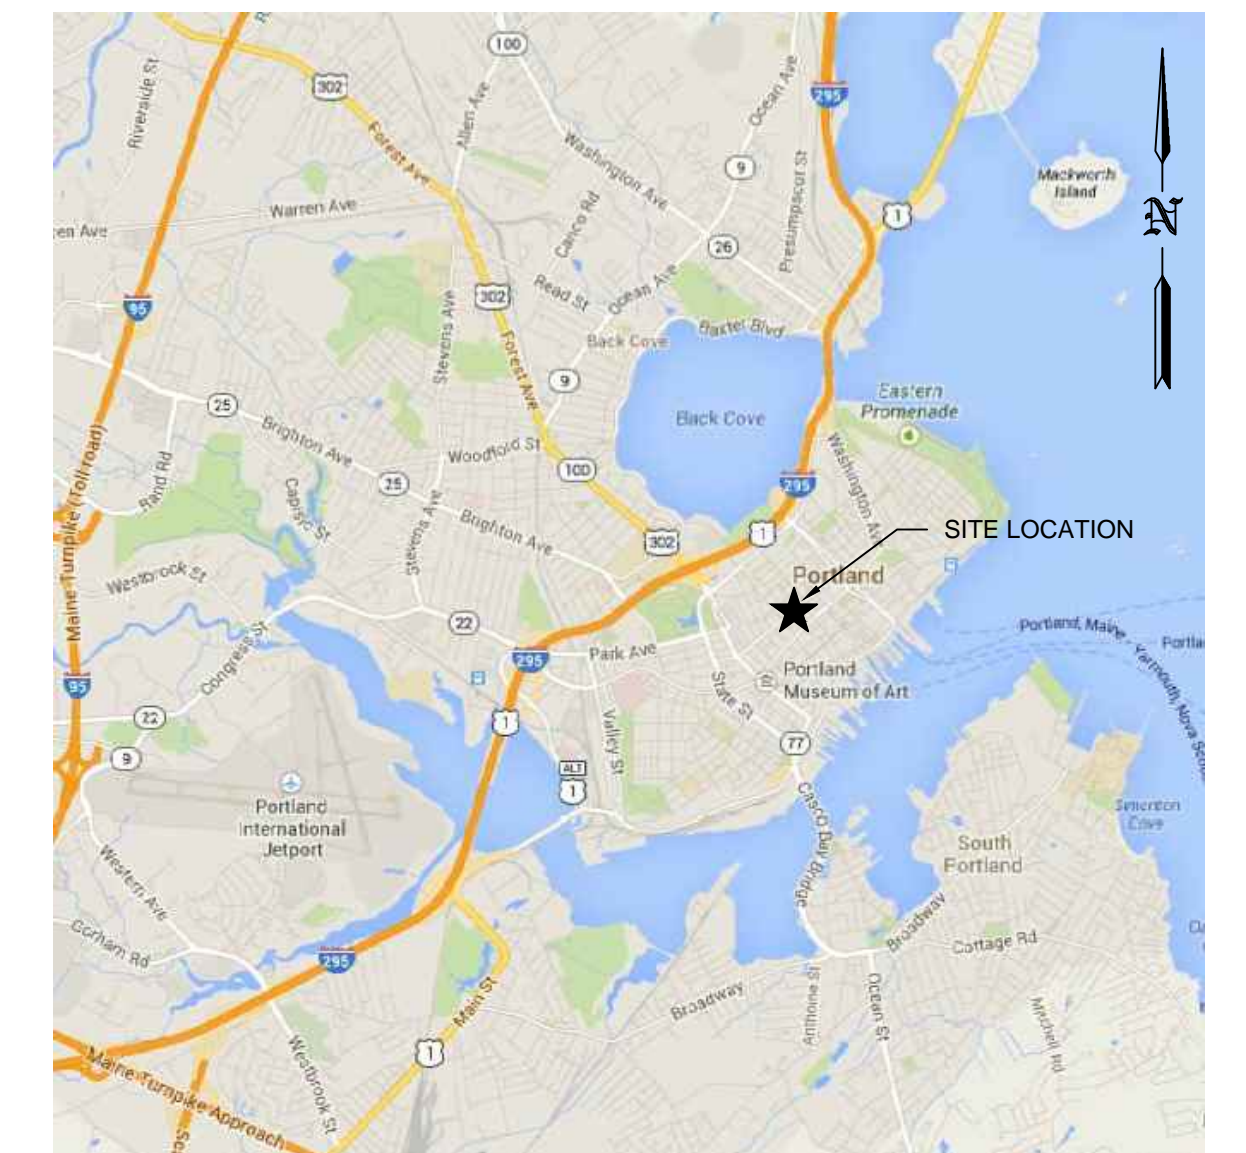 100
302
295
Riverside St
Allen Ave
Ocean Ave
Forest Ave
Washington Ave
9
Mackworth
Island
Presumpscot St
Warren Ave
1
N
Canco Rd
26
95
302
Read St
Ocean Ave
Stevens Ave
Baxter Blvd
Back Cove
Forest Ave
9
Eastern
Promenade
25
Back Cove
Brighton Ave
Woodford St
100
Washington Av
Maine Turnpike (Toll road)
Rand Rd
Capisic St
25
295
Stevens Ave
Brighton Ave
302
1
SITE LOCATION
Westbrook St
Portland
22
Portland, Maine - Yarmouth, Nova Sco
Portla
Congress St
295
Park Ave
95
Portland
Museum of Art
State St
22
1
Valley St
77
9
ALT
1
Portland
International
Jetport
Casco Bay Bridge
Simonton
Cove
South
Portland
Western Ave
Gorham Rd
Broadway
Cottage Rd
295
Main St
Broadway
Anthoine St
Ocean St
Mitchell Rd
1
Westbrook St
Maine Turnpike Approach